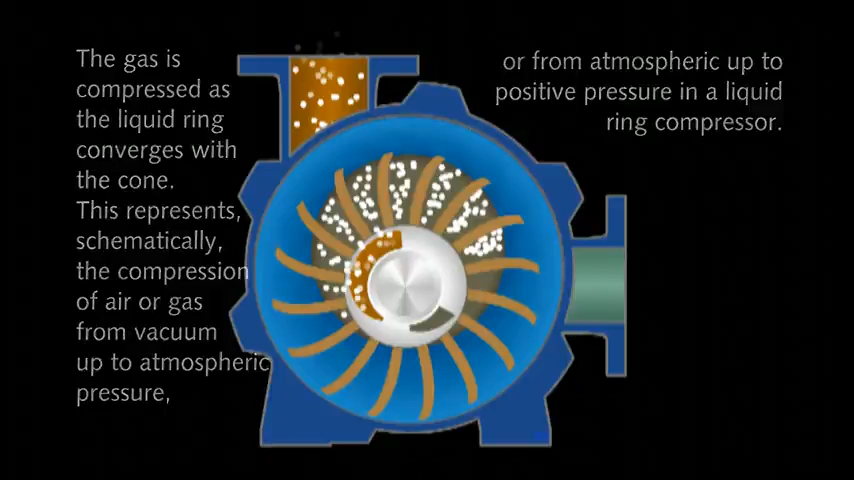 The gas is
compressed as
the liquid ring
converges with
the cone.
This represents,
schematically,
the compression
of air or gas
from vacuum
up to atmospheric
pressure,
or from atmospheric up to
positive pressure in a liquid
ring compressor.